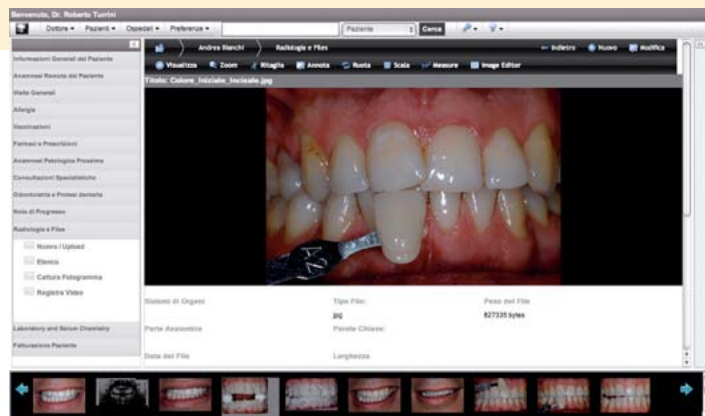 Benvenuto, Dr. Roberto Turrini
Dottore Pazienti Ospedali Preferenze Paziente Cerca
Andrea Bianchi Radiologie e Files Indietro Nuovo Modifica
Visualizza Zoom Ritaglia Annota Ruota Scala Measure Image Editor
Titolo: Colore_Iniziale_Incisale.jpg
Informazioni Generali del Paziente
Anamnesi Remota del Paziente
Visite Generali
Allergie
Vaccinazioni
Farmaci e Prescrizioni
Anamnesi Patologica Prossima
Consultazioni Specialistiche
Odontoiatria e Protesi dentaria
Note di Progresso
Radiologie e Files
Nuovo / Upload
Elenco
Cattura Fotogramma
Registra Video
Laboratory and Serum Chemistry
Fatturazione Paziente
A2
Sistemi di Organi Tipo File: Peso del File
jpg 627335 bytes
Parte Anatomica Parole Chiave:
Data del File Larghezza